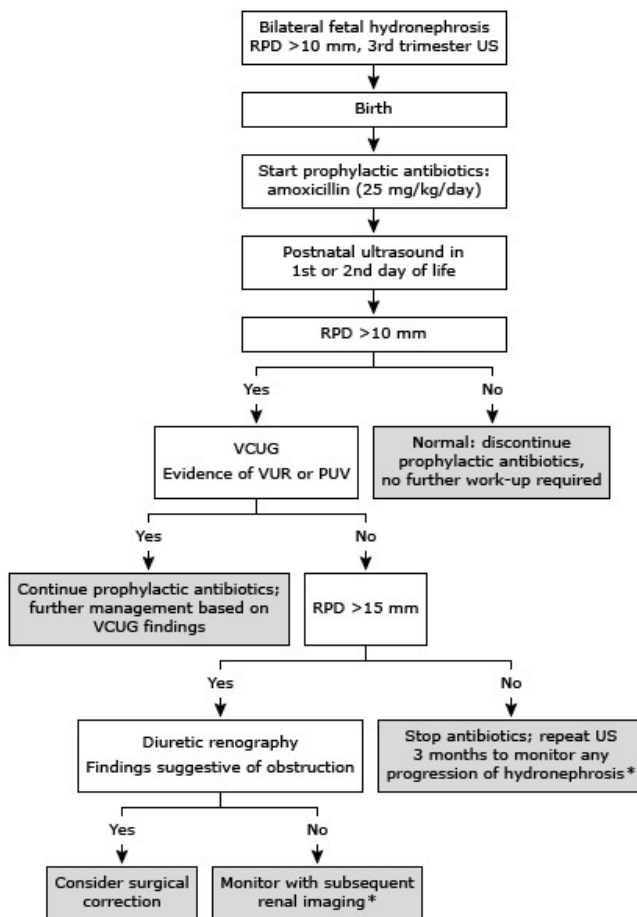 Bilateral fetal hydronephrosis
RPD >10 mm, 3rd trimester US
Birth
Start prophylactic antibiotics:
amoxicillin (25 mg/kg/day)
Postnatal ultrasound in
1st or 2nd day of life
RPD >10 mm
Yes
No
VCUG
Evidence of VUR or PUV
Normal: discontinue
prophylactic antibiotics,
no further work-up required
Yes
No
Continue prophylactic antibiotics;
further management based on
VCUG findings
RPD >15 mm
Yes
No
Diuretic renography
Findings suggestive of obstruction
Stop antibiotics; repeat US
3 months to monitor any
progression of hydronephrosis*
Yes
No
Consider surgical
correction
Monitor with subsequent
renal imaging*